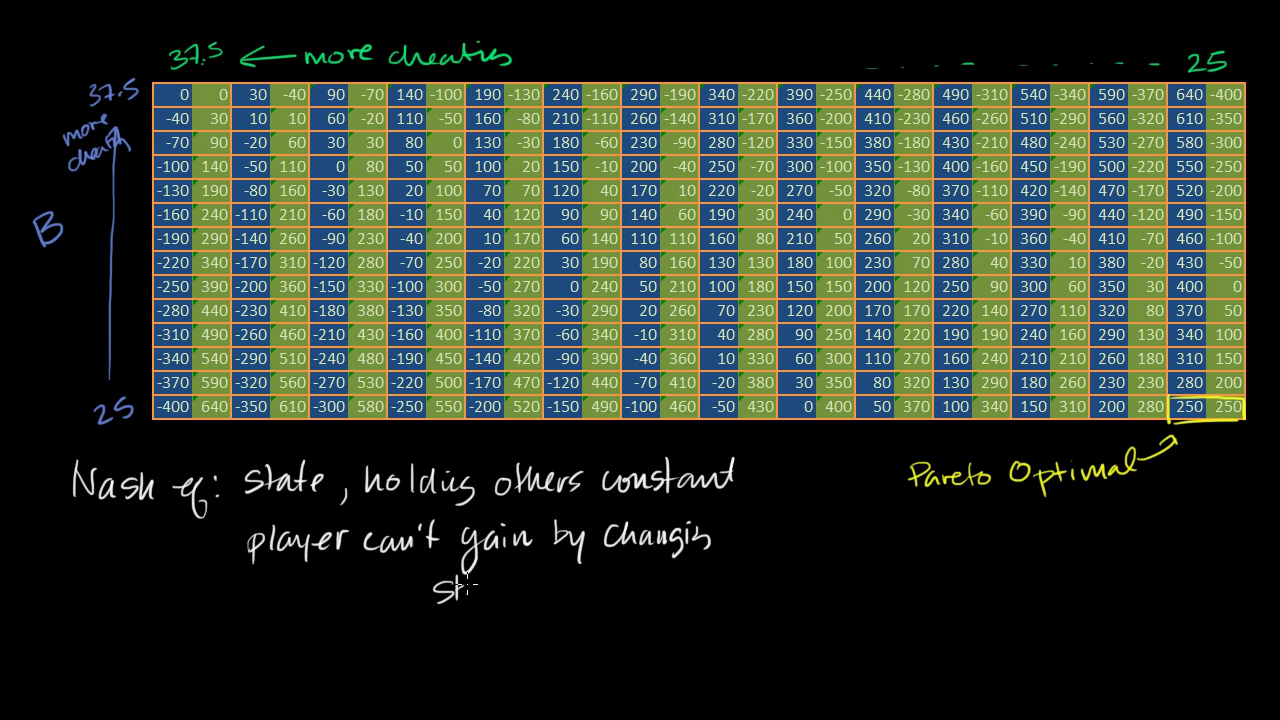 37.5 ← more cheating 25
37.5 0 0 30 -40 90 -70 140 -100 190 -130 240 -160 290 -190 340 -220 390 -250 440 -280 490 -310 540 -340 590 -370 640 -400
more -40 30 10 10 60 -20 110 -50 160 -80 210 -110 260 -140 310 -170 360 -200 410 -230 460 -260 510 -290 560 -320 610 -350
cheating -70 90 -20 60 30 30 80 0 130 -30 180 -60 230 -90 280 -120 330 -150 380 -180 430 -210 480 -240 530 -270 580 -300
-100 140 -50 110 0 80 50 50 100 20 150 -10 200 -40 250 -70 300 -100 350 -130 400 -160 450 -190 500 -220 550 -250
-130 190 -80 160 -30 130 20 100 70 70 120 40 170 10 220 -20 270 -50 320 -80 370 -110 420 -140 470 -170 520 -200
B -160 240 -110 210 -60 180 -10 150 40 120 90 90 140 60 190 30 240 0 290 -30 340 -60 390 -90 440 -120 490 -150
-190 290 -140 260 -90 230 -40 200 10 170 60 140 110 110 160 80 210 50 260 20 310 -10 360 -40 410 -70 460 -100
-220 340 -170 310 -120 280 -70 250 -20 220 30 190 80 160 130 130 180 100 230 70 280 40 330 10 380 -20 430 -50
-250 390 -200 360 -150 330 -100 300 -50 270 0 240 50 210 100 180 150 150 200 120 250 90 300 60 350 30 400 0
-280 440 -230 410 -180 380 -130 350 -80 320 -30 290 20 260 70 230 120 200 170 170 220 140 270 110 320 80 370 50
-310 490 -260 460 -210 430 -160 400 -110 370 -60 340 -10 310 40 280 90 250 140 220 190 190 240 160 290 130 340 100
-340 540 -290 510 -240 480 -190 450 -140 420 -90 390 -40 360 10 330 60 300 110 270 160 240 210 210 260 180 310 150
-370 590 -320 560 -270 530 -220 500 -170 470 -120 440 -70 410 -20 380 30 350 80 320 130 290 180 260 230 230 280 200
25 -400 640 -350 610 -300 580 -250 550 -200 520 -150 490 -100 460 -50 430 0 400 50 370 100 340 150 310 200 280 250 250
Nash eq: state, holding others constant
player can't gain by changing
st
Pareto Optimal